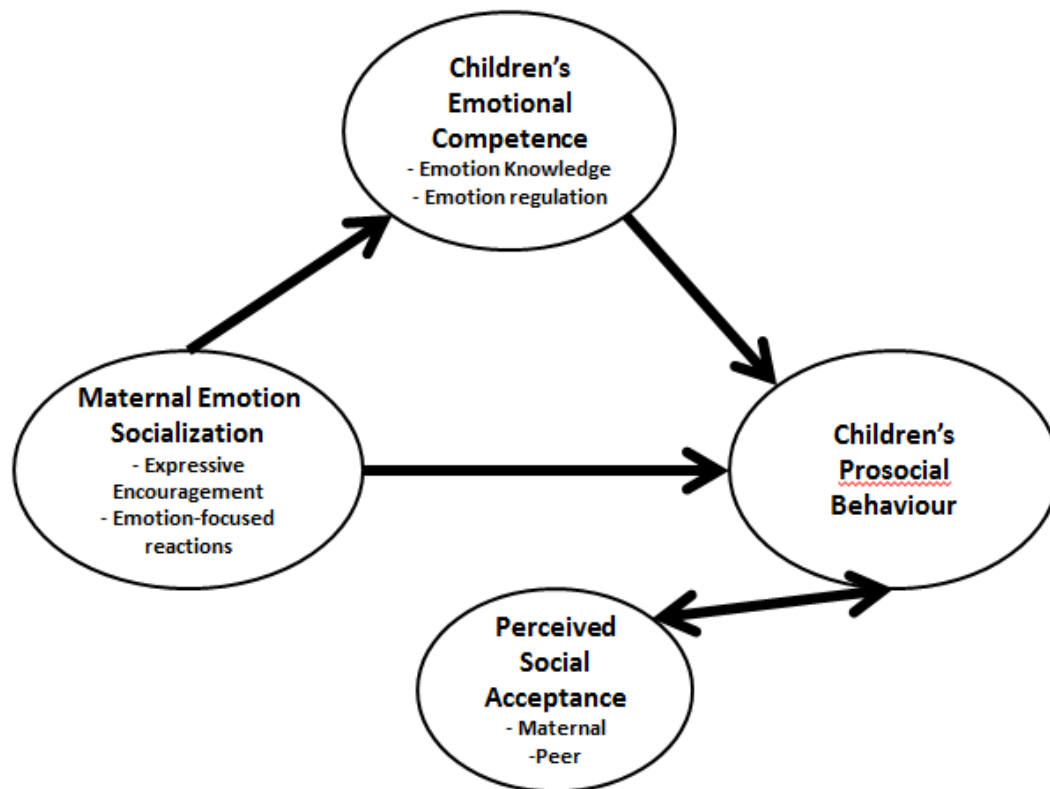 Children's
Emotional
Competence
- Emotion Knowledge
- Emotion regulation
Maternal Emotion
Socialization
- Expressive
Encouragement
- Emotion-focused
reactions
Children's
Prosocial
Behaviour
Perceived
Social
Acceptance
- Maternal
-Peer